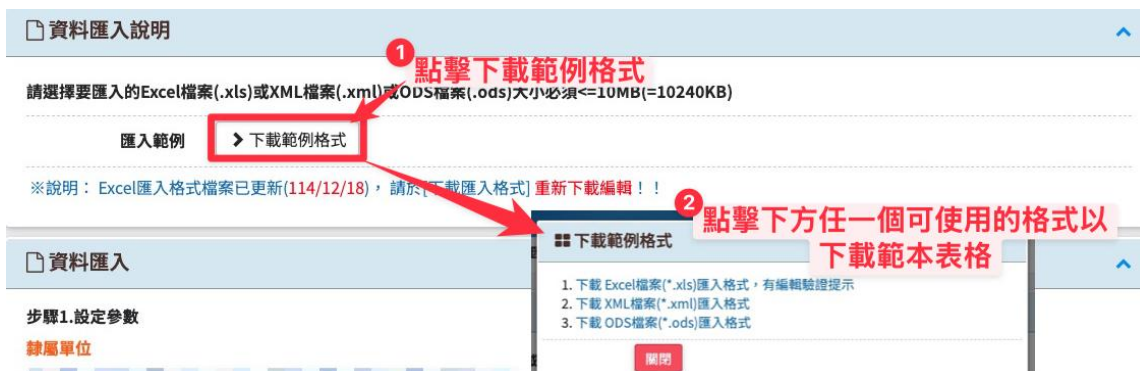 資料匯入說明
1
點擊下載範例格式
請選擇要匯入的Excel檔案(.xls)或XML檔案(.xml)或ODS檔案(.ods)大小必須<=10MB(=10240KB)
匯入範例
下載範例格式
※說明： Excel匯入格式檔案已更新(114/12/18)， 請於[下載匯入格式] 重新下載編輯！！
2
點擊下方任一個可使用的格式以
下載範本表格
下載範例格式
1. 下載 Excel檔案(*.xls)匯入格式，有編輯驗證提示
2. 下載 XML檔案(*.xml)匯入格式
3. 下載 ODS檔案(*.ods)匯入格式
關閉
資料匯入
步驟1.設定參數
隸屬單位